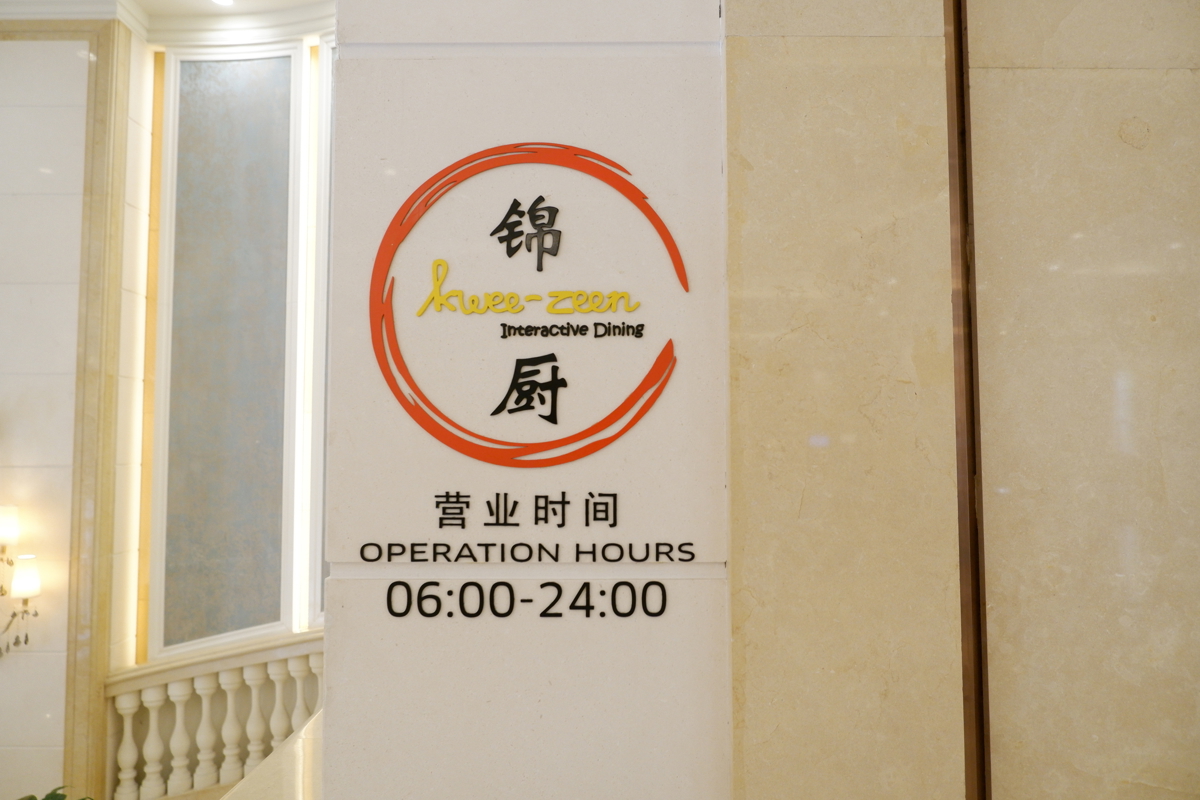 锦
kwee-zeen
Interactive Dining
厨
营业时间
OPERATION HOURS
06:00-24:00